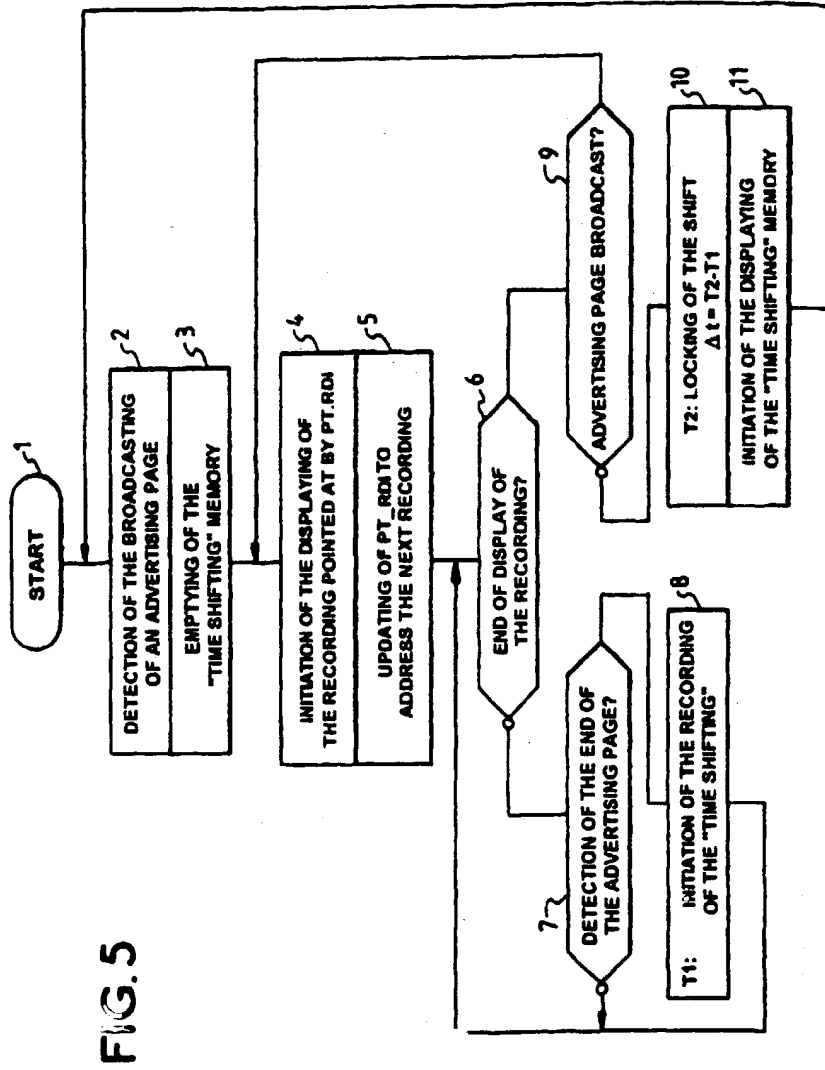 FIG.5
START
1
DETECTION OF THE BROADCASTING
OF AN ADVERTISING PAGE
2
EMPTYING OF THE
"TIME SHIFTING" MEMORY
3
INITIATION OF THE DISPLAYING OF
THE RECORDING POINTED AT BY PT.RDI
4
UPDATING OF PT_RDI TO
ADDRESS THE NEXT RECORDING
5
END OF DISPLAY OF
THE RECORDING?
6
DETECTION OF THE END OF
THE ADVERTISING PAGE?
7
T1: INITIATION OF THE RECORDING
OF THE "TIME SHIFTING"
8
ADVERTISING PAGE BROADCAST?
9
T2: LOCKING OF THE SHIFT
Δt = T2-T1
10
INITIATION OF THE DISPLAYING
OF THE "TIME SHIFTING" MEMORY
11